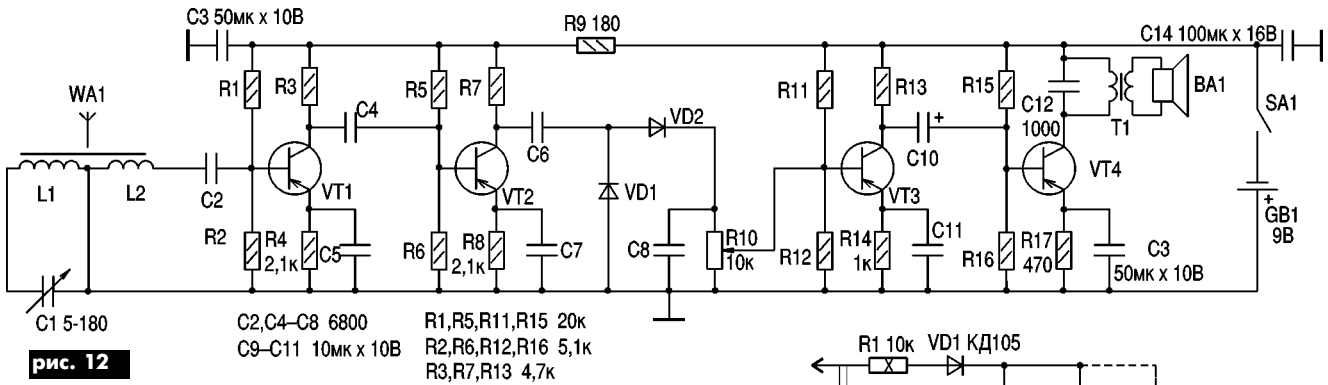 C3 50мк x 10В
R9 180
C14 100мк x 16В
R1
R3
R5
R7
R11
R13
R15
WA1
C4
C6
VD2
C10
+
C12
1000
T1
BA1
SA1
L1
L2
C2
VT1
VT2
VD1
VT3
VT4
+
GB1
9В
R2
R4
2,1к
C5
R6
R8
2,1к
C7
C8
R10
10к
R12
R14
1к
C11
R16
R17
470
C3
50мк x 10В
C1 5-180
C2,C4–C8 6800
R1,R5,R11,R15 20к
C9–C11 10мк x 10В
R2,R6,R12,R16 5,1к
R3,R7,R13 4,7к
рис. 12
R1 10к
VD1 КД105